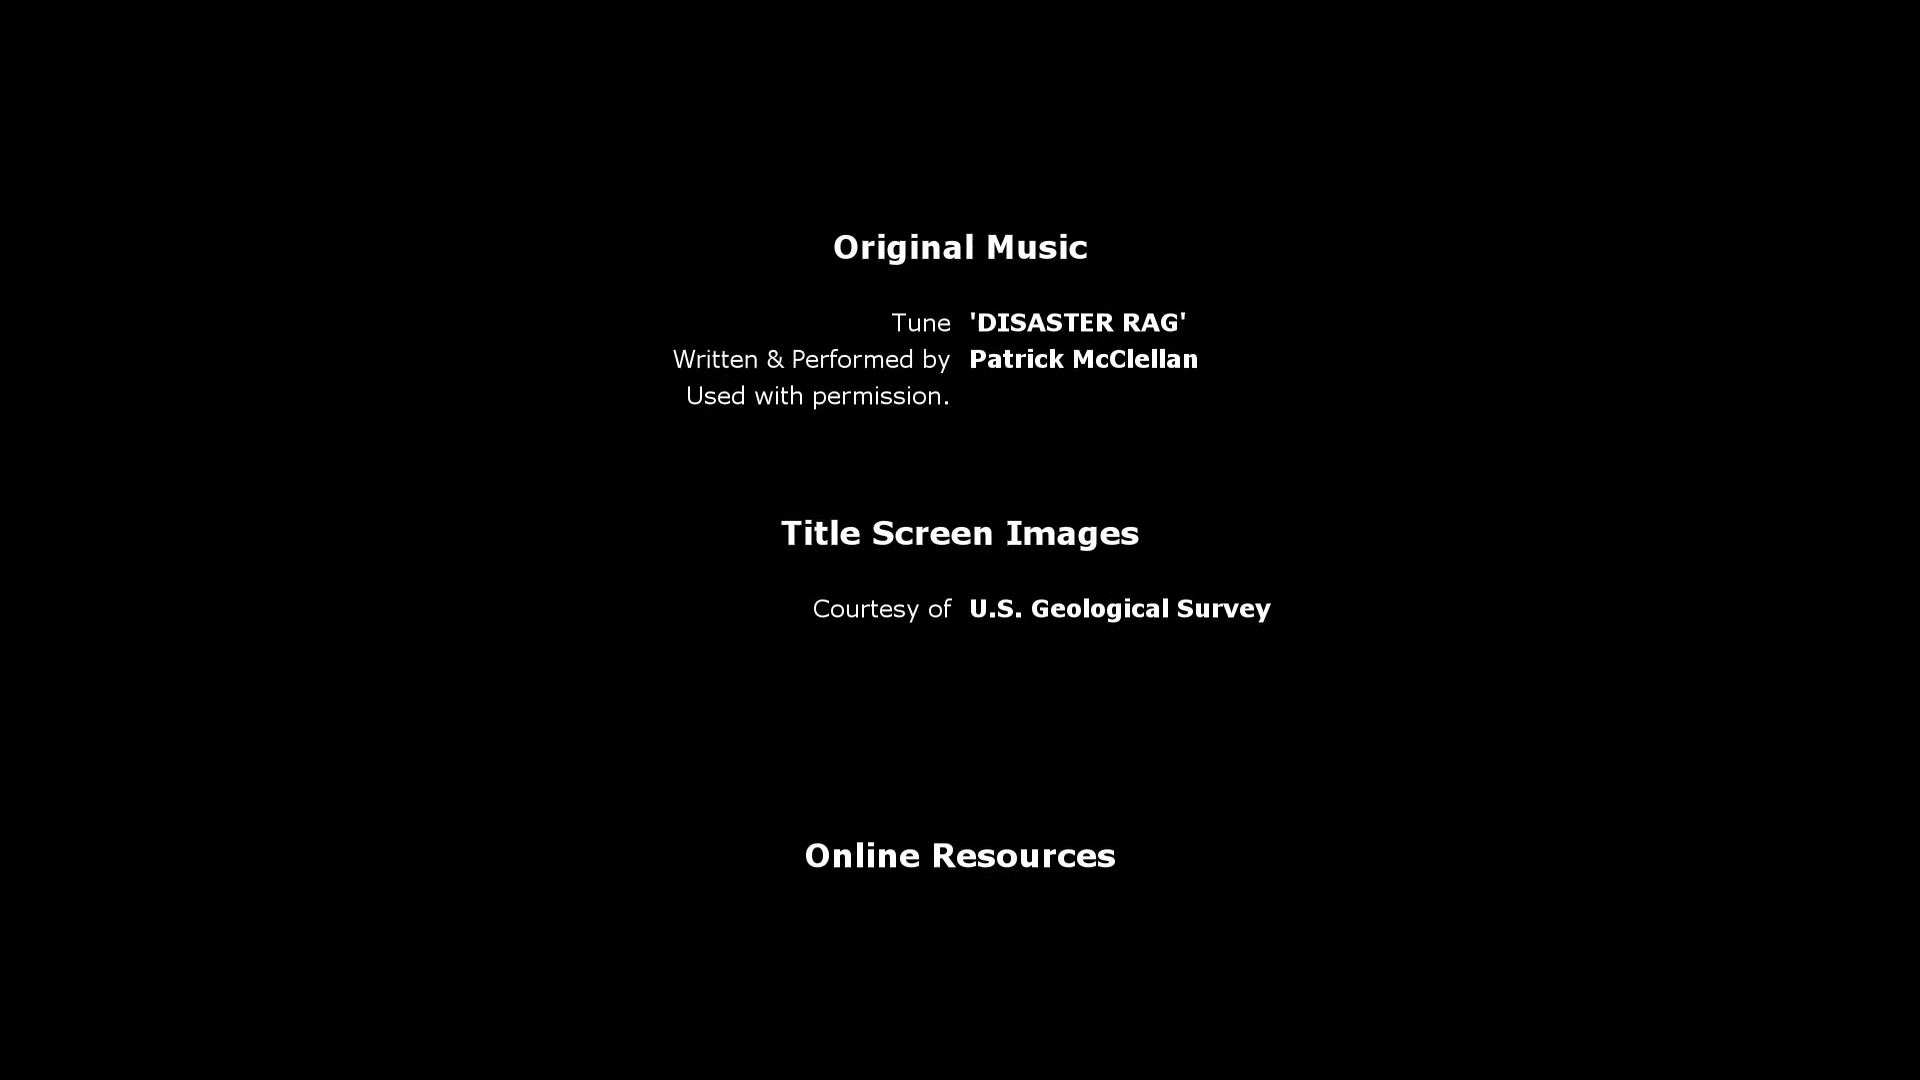 Original Music
Tune 'DISASTER RAG'
Written & Performed by Patrick McClellan
Used with permission.
Title Screen Images
Courtesy of U.S. Geological Survey
Online Resources